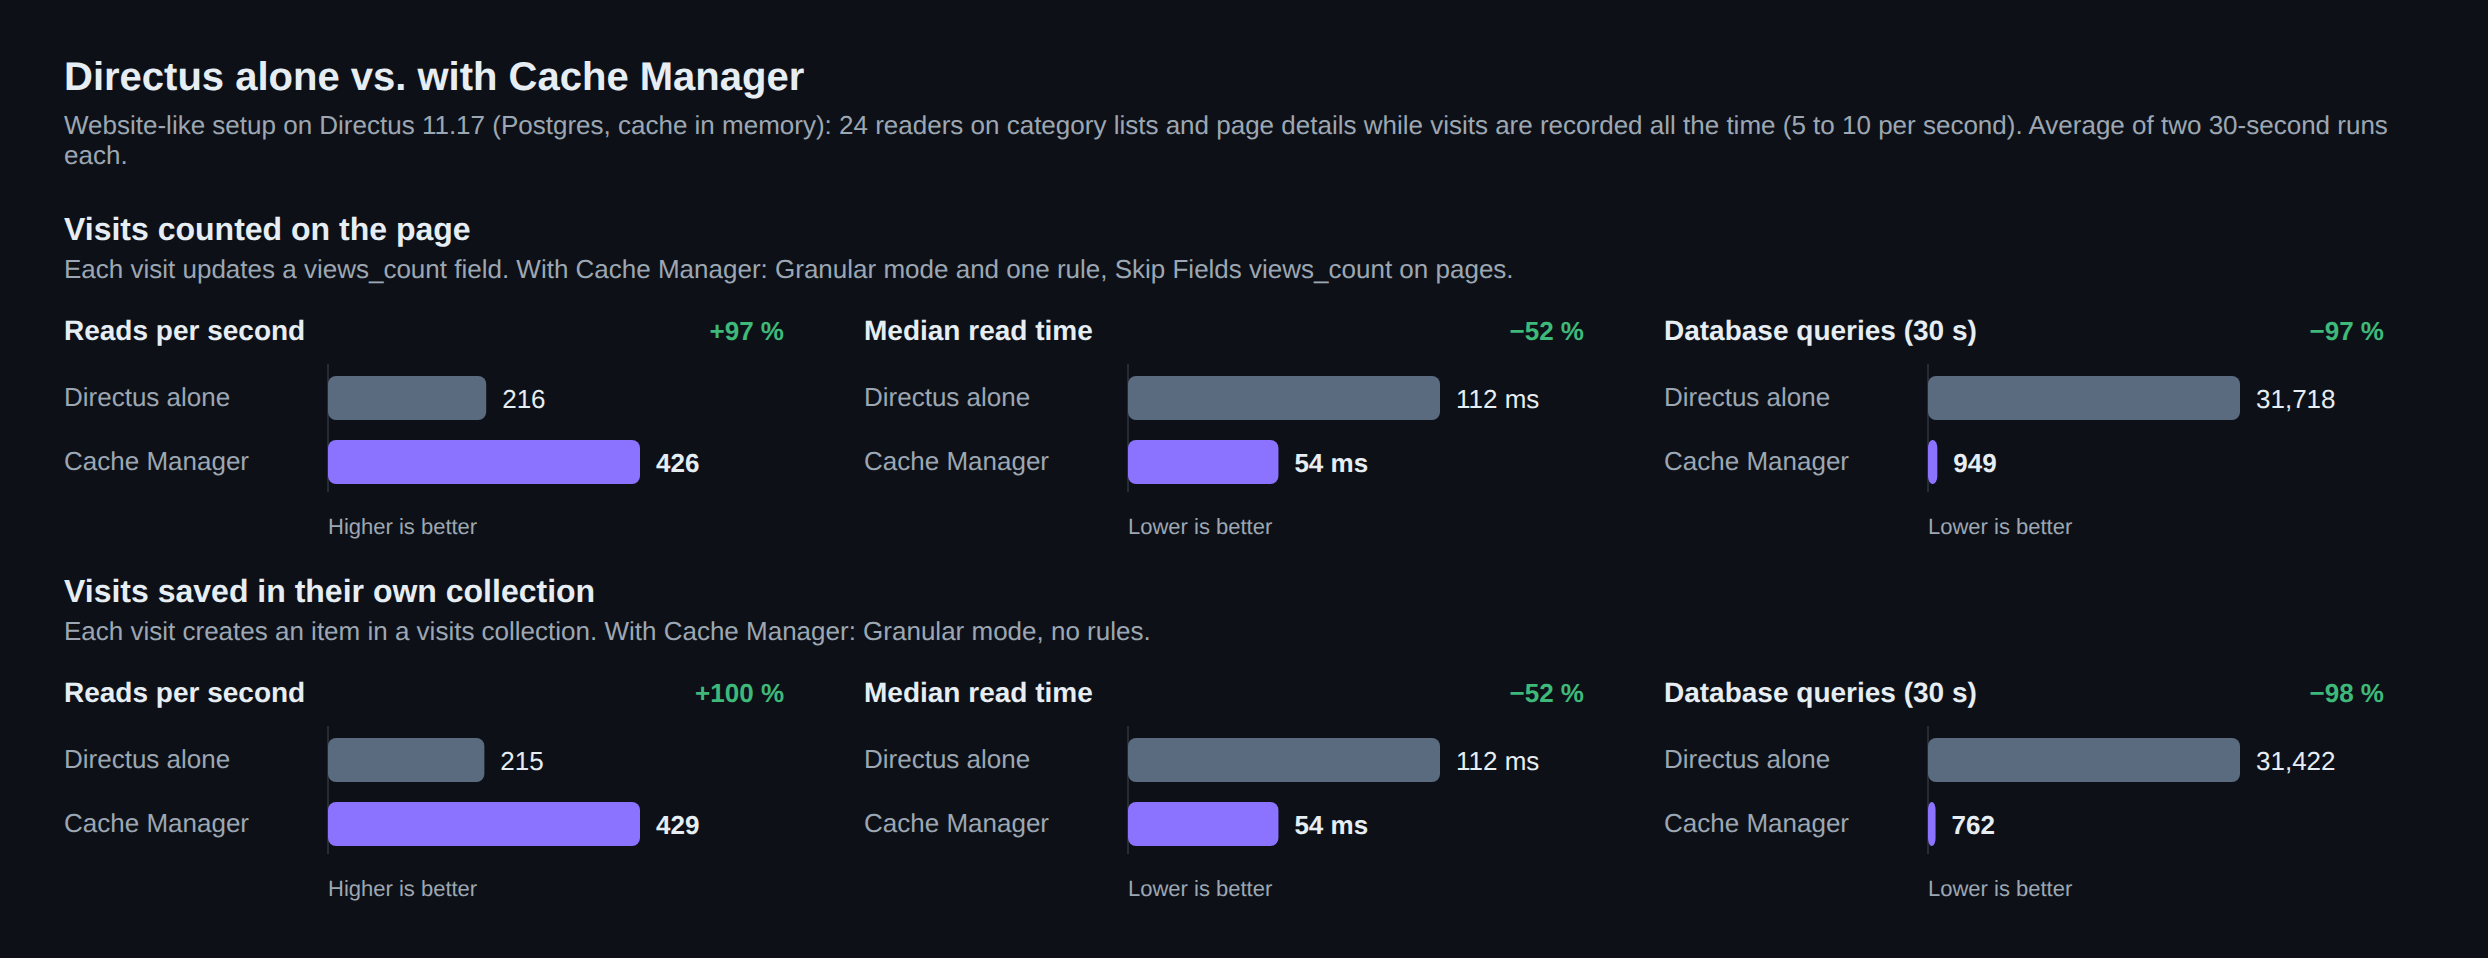 Directus alone vs. with Cache Manager
Website-like setup on Directus 11.17 (Postgres, cache in memory): 24 readers on category lists and page details while visits are recorded all the time (5 to 10 per second). Average of two 30-second runs
each.
Visits counted on the page
Each visit updates a views_count field. With Cache Manager: Granular mode and one rule, Skip Fields views_count on pages.
Reads per second +97 %
Directus alone 216
Cache Manager 426
Higher is better
Median read time −52 %
Directus alone 112 ms
Cache Manager 54 ms
Lower is better
Database queries (30 s) −97 %
Directus alone 31,718
Cache Manager 949
Lower is better
Visits saved in their own collection
Each visit creates an item in a visits collection. With Cache Manager: Granular mode, no rules.
Reads per second +100 %
Directus alone 215
Cache Manager 429
Higher is better
Median read time −52 %
Directus alone 112 ms
Cache Manager 54 ms
Lower is better
Database queries (30 s) −98 %
Directus alone 31,422
Cache Manager 762
Lower is better